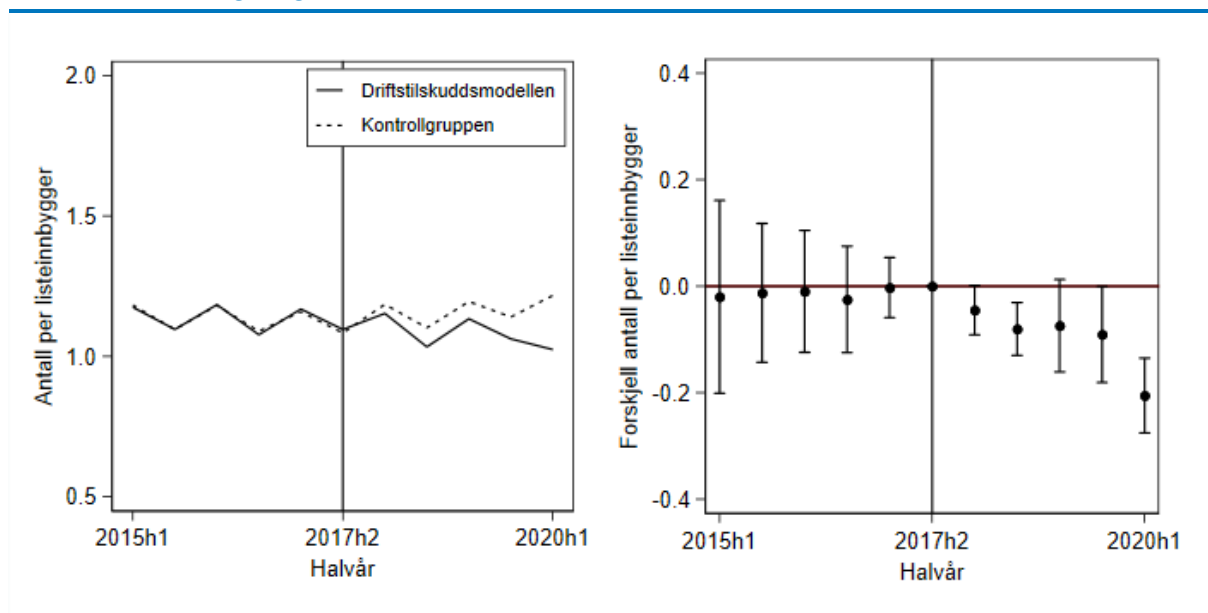 2.0
1.5
1.0
0.5
Antall per listeinnbygger
Driftstilskuddsmodellen
Kontrollgruppen
2015h1
2017h2
2020h1
Halvår
0.4
0.2
0.0
-0.2
-0.4
Forskjell antall per listeinnbygger
2015h1
2017h2
2020h1
Halvår